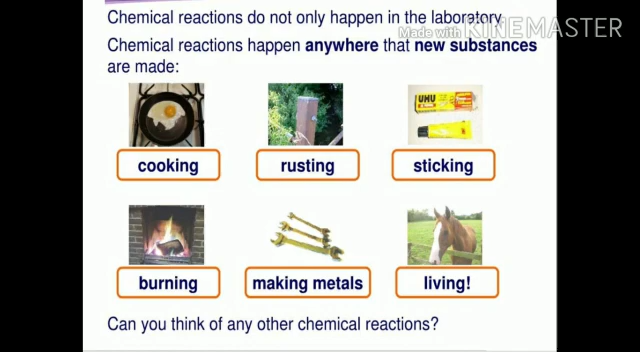 Chemical reactions do not only happen in the laboratory.
Made with KINEMASTER
Chemical reactions happen anywhere that new substances
are made:
UHU
cooking
rusting
sticking
burning
making metals
living!
Can you think of any other chemical reactions?